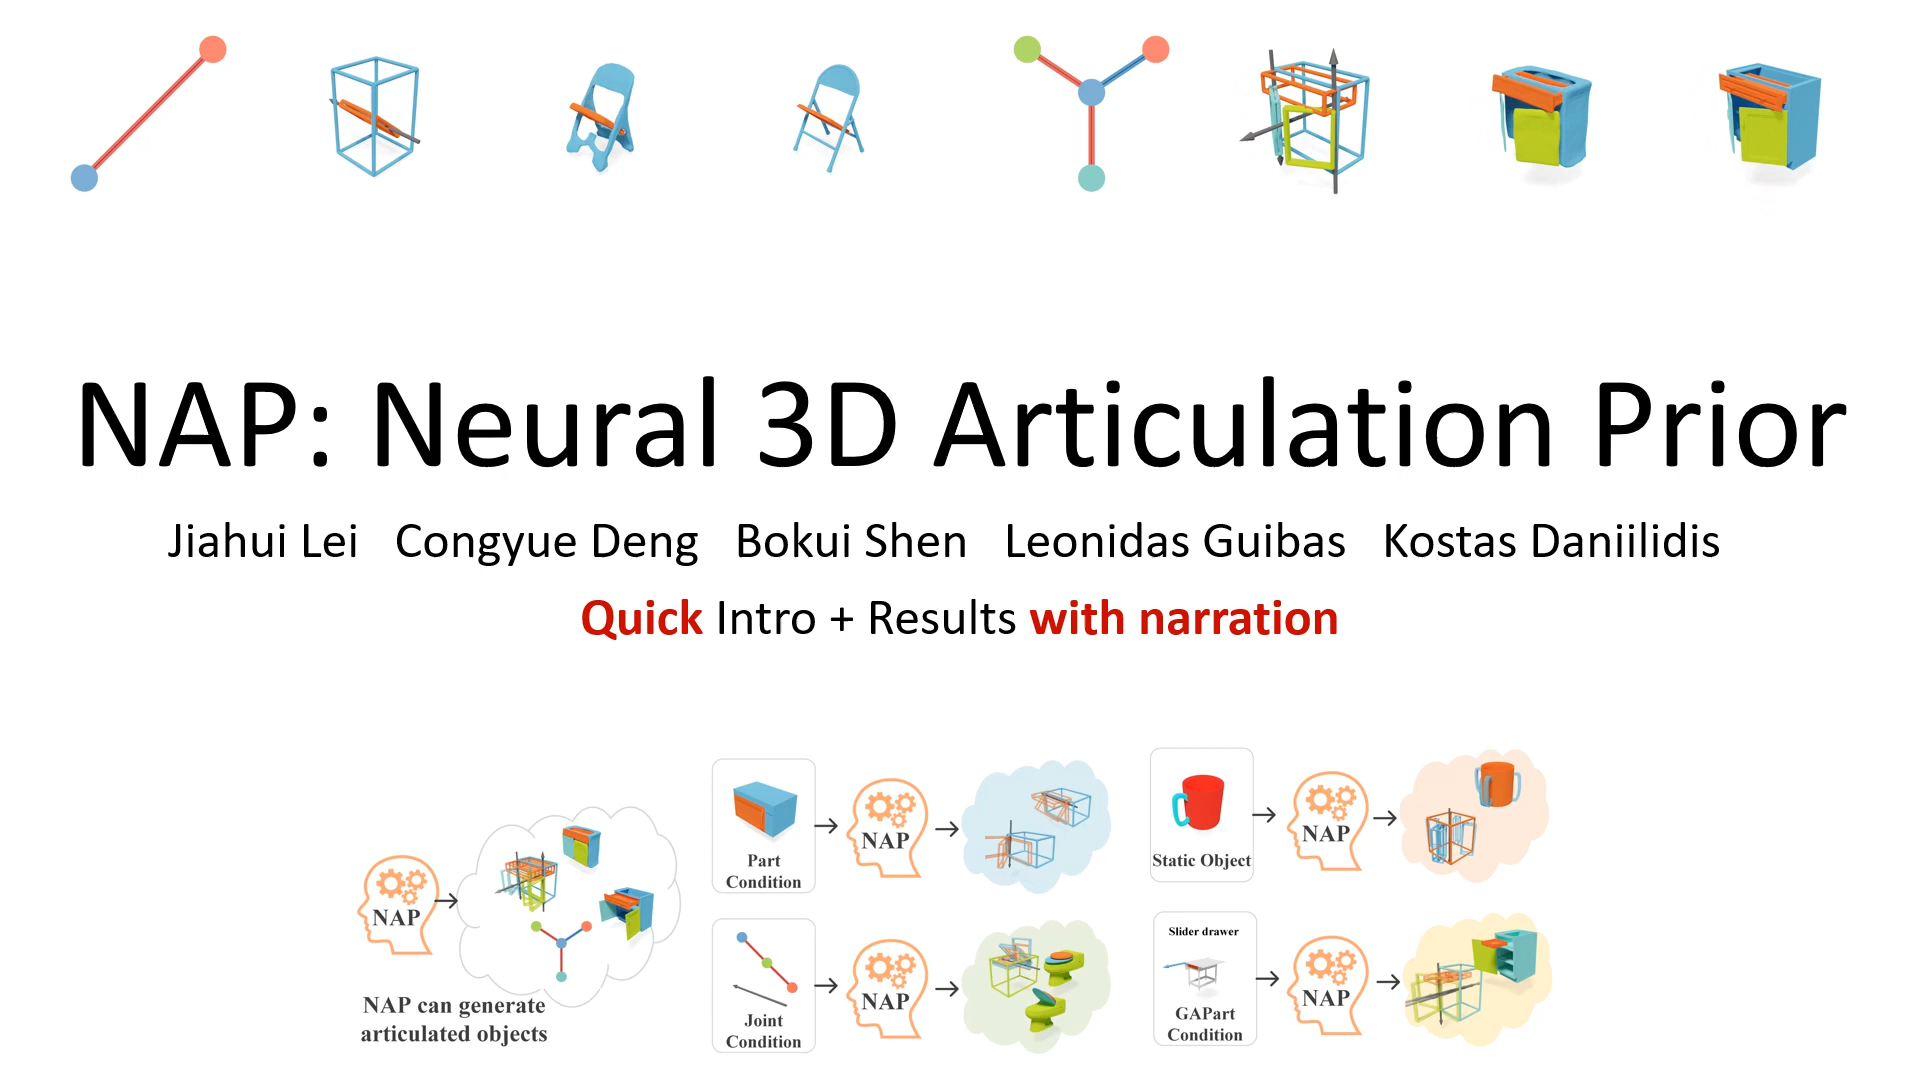 NAP: Neural 3D Articulation Prior
Jiahui Lei Congyue Deng Bokui Shen Leonidas Guibas Kostas Daniilidis
Quick Intro + Results with narration
NAP
NAP can generate
articulated objects
Part
Condition
NAP
Static Object
NAP
Joint
Condition
NAP
Slider drawer
GAPart
Condition
NAP